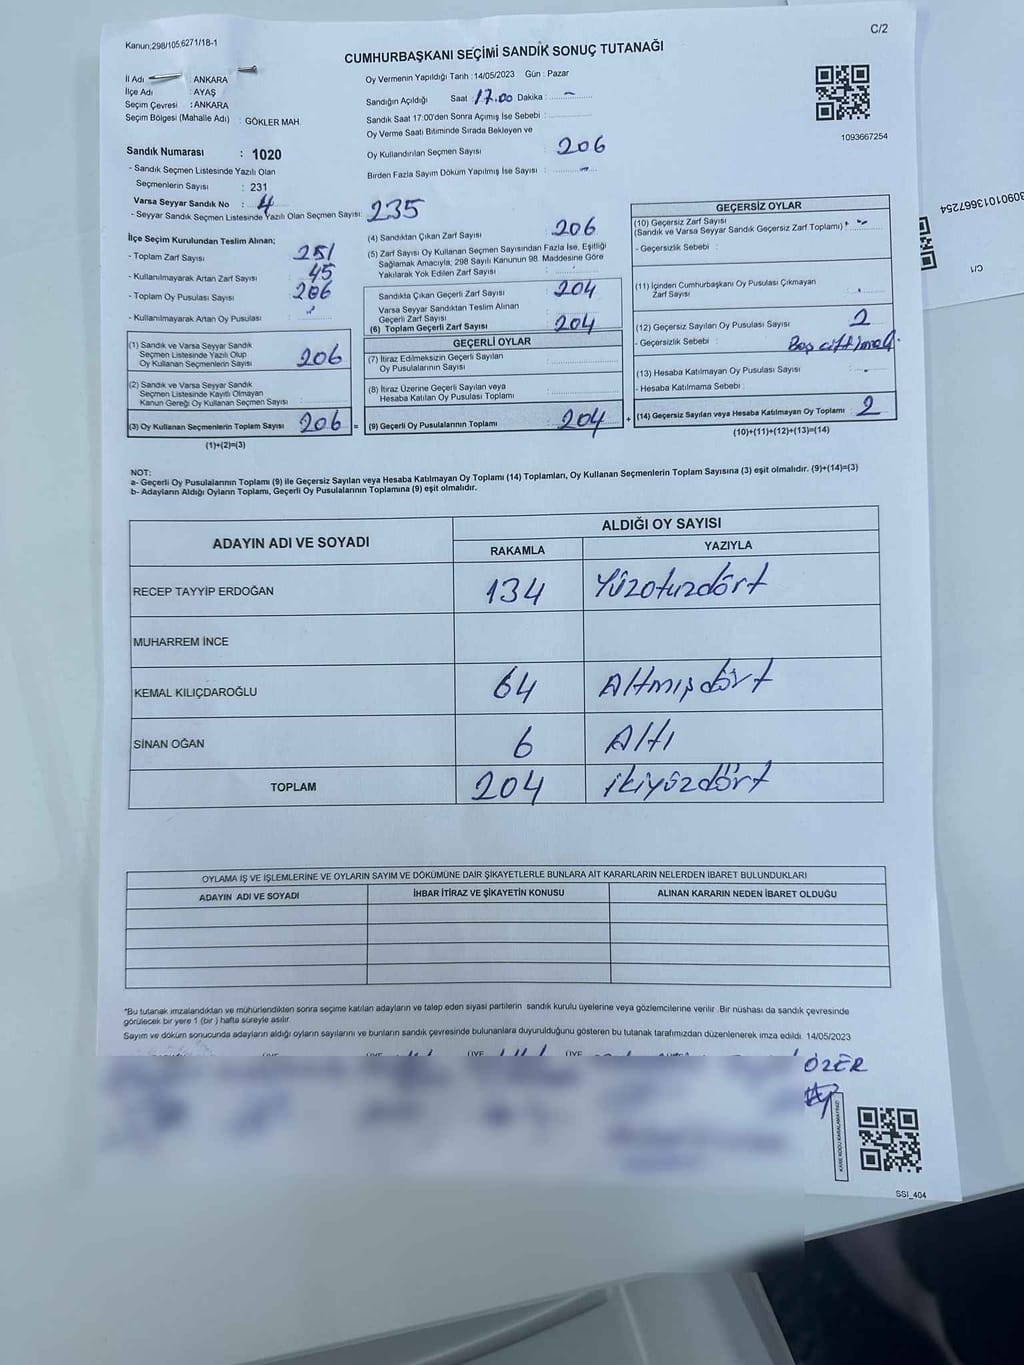 Kanun;298/105,6271/18-1
C/2
CUMHURBAŞKANI SEÇİMİ SANDIK SONUÇ TUTANAĞI
İl Adı : ANKARA
İlçe Adı : AYAŞ
Seçim Çevresi : ANKARA
Seçim Bölgesi (Mahalle Adı) : GÖKLER MAH.
Sandık Numarası : 1020
- Sandık Seçmen Listesinde Yazılı Olan
Seçmenlerin Sayısı : 231
Varsa Seyyar Sandık No : 4
- Seyyar Sandık Seçmen Listesinde Yazılı Olan Seçmen Sayısı: 235
Oy Vermenin Yapıldığı Tarih : 14/05/2023 Gün : Pazar
Sandığın Açıldığı Saat : 17.00 Dakika : -
Sandık Saat 17:00'den Sonra Açımış İse Sebebi :
Oy Verme Saati Bitiminde Sırada Bekleyen ve
Oy Kullandırılan Seçmen Sayısı : 206
Birden Fazla Sayım Döküm Yapılmış İse Sayısı : -
1093667254
İlçe Seçim Kurulundan Teslim Alınan;
- Toplam Zarf Sayısı : 251
- Kullanılmayarak Artan Zarf Sayısı : 45
- Toplam Oy Pusulası Sayısı : 206
- Kullanılmayarak Artan Oy Pusulası :
(1) Sandık ve Varsa Seyyar Sandık
Seçmen Listesinde Yazılı Olup
Oy Kullanan Seçmenlerin Sayısı : 206
(2) Sandık ve Varsa Seyyar Sandık
Seçmen Listesinde Kayıtlı Olmayan
Kanun Gereği Oy Kullanan Seçmen Sayısı :
(3) Oy Kullanan Seçmenlerin Toplam Sayısı : 206 =
(1)+(2)=(3)
(4) Sandıktan Çıkan Zarf Sayısı : 206
(5) Zarf Sayısı Oy Kullanan Seçmen Sayısından Fazla İse, Eşitliği
Sağlamak Amacıyla, 298 Sayılı Kanunun 98. Maddesine Göre
Yakılarak Yok Edilen Zarf Sayısı :
Sandıkta Çıkan Geçerli Zarf Sayısı : 204
Varsa Seyyar Sandıktan Teslim Alınan
Geçerli Zarf Sayısı :
(6) Toplam Geçerli Zarf Sayısı : 204
GEÇERLİ OYLAR
(7) İtiraz Edilmeksizin Geçerli Sayılan
Oy Pusulalarının Sayısı :
(8) İtiraz Üzerine Geçerli Sayılan veya
Hesaba Katılan Oy Pusulası Toplamı :
(9) Geçerli Oy Pusulalarının Toplamı : 204 +
GEÇERSİZ OYLAR
(10) Geçersiz Zarf Sayısı
(Sandık ve Varsa Seyyar Sandık Geçersiz Zarf Toplamı) : -
- Geçersizlik Sebebi :
(11) İçinden Cumhurbaşkanı Oy Pusulası Çıkmayan
Zarf Sayısı :
(12) Geçersiz Sayılan Oy Pusulası Sayısı : 2
- Geçersizlik Sebebi :
(13) Hesaba Katılmayan Oy Pusulası Sayısı : -
- Hesaba Katılmama Sebebi :
(14) Geçersiz Sayılan veya Hesaba Katılmayan Oy Toplamı : 2
(10)+(11)+(12)+(13)=(14)
NOT:
a- Geçerli Oy Pusulalarının Toplamı (9) ile Geçersiz Sayılan veya Hesaba Katılmayan Oy Toplamı (14) Toplamları, Oy Kullanan Seçmenlerin Toplam Sayısına (3) eşit olmalıdır. (9)+(14)=(3)
b- Adayların Aldığı Oyların Toplamı, Geçerli Oy Pusulalarının Toplamına (9) eşit olmalıdır.
ADAYIN ADI VE SOYADI ALDIĞI OY SAYISI
RAKAMLA YAZIYLA
RECEP TAYYİP ERDOĞAN 134 Yüzotuzdört
MUHARREM İNCE
KEMAL KILIÇDAROĞLU 64 Altmışdört
SİNAN OĞAN 6 Altı
TOPLAM 204 ikiyüzdört
OYLAMA İŞ VE İŞLEMLERİNE VE OYLARIN SAYIM VE DÖKÜMÜNE DAİR ŞİKAYETLERLE BUNLARA AİT KARARLARIN NELERDEN İBARET BULUNDUKLARI
ADAYIN ADI VE SOYADI İHBAR İTİRAZ VE ŞİKAYETİN KONUSU ALINAN KARARIN NEDEN İBARET OLDUĞU
*Bu tutanak imzalandıktan ve mühürlendikten sonra seçime katılan adayların ve talep eden siyasi partilerin sandık kurulu üyelerine veya gözlemcilerine verilir .Bir nüshası da sandık çevresinde
görülecek bir yere 1 (bir ) hafta süreyle asılır.
Sayım ve döküm sonucunda adayların aldığı oyların sayılarını ve bunların sandık çevresinde bulunanlara duyurulduğunu gösteren bu tutanak tarafımızdan düzenlenerek imza edildi. 14/05/2023
ÖZER
KARE KODU KARALAMAYINIZ!
SSI_404
C/1